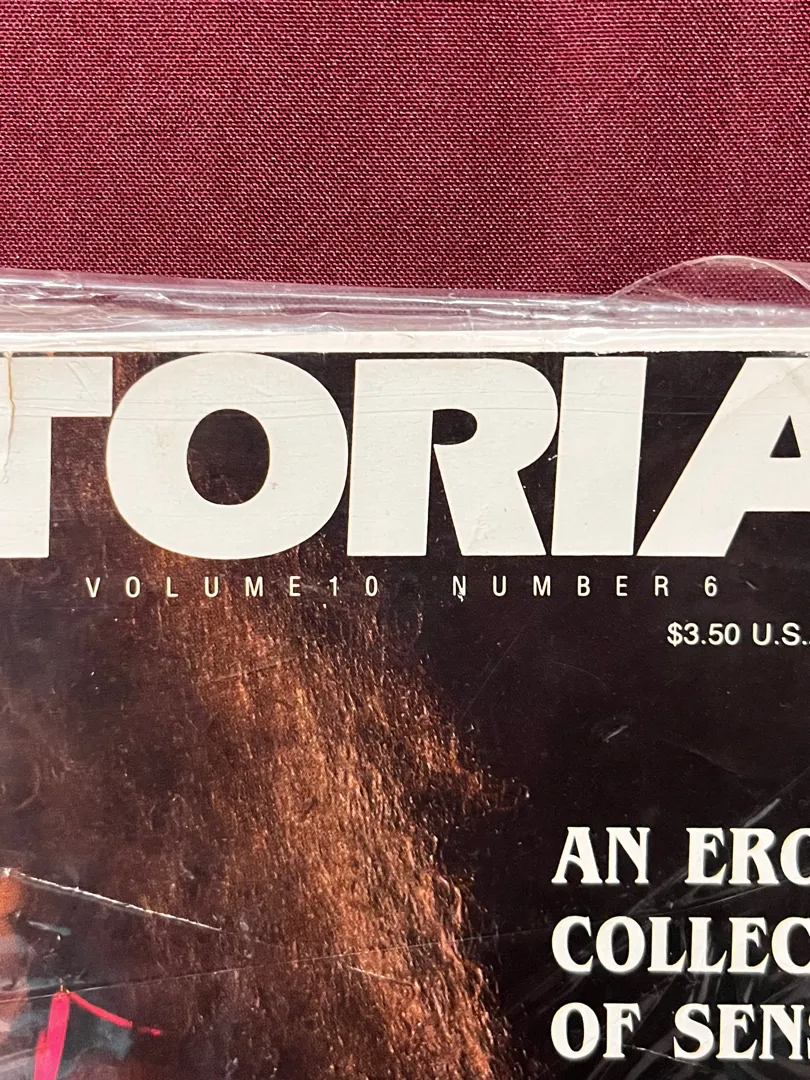 TORIA
VOLUME 10 NUMBER 6
$3.50 U.S.
AN ERO
COLLEC
OF SENS